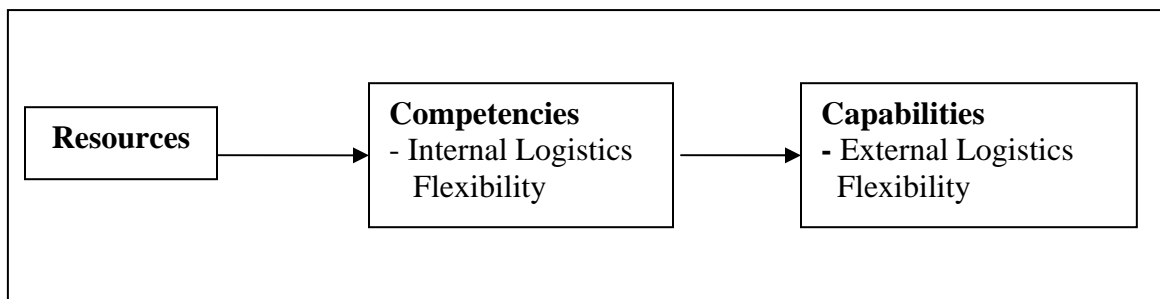 Resources
Competencies
- Internal Logistics
Flexibility
Capabilities
- External Logistics
Flexibility